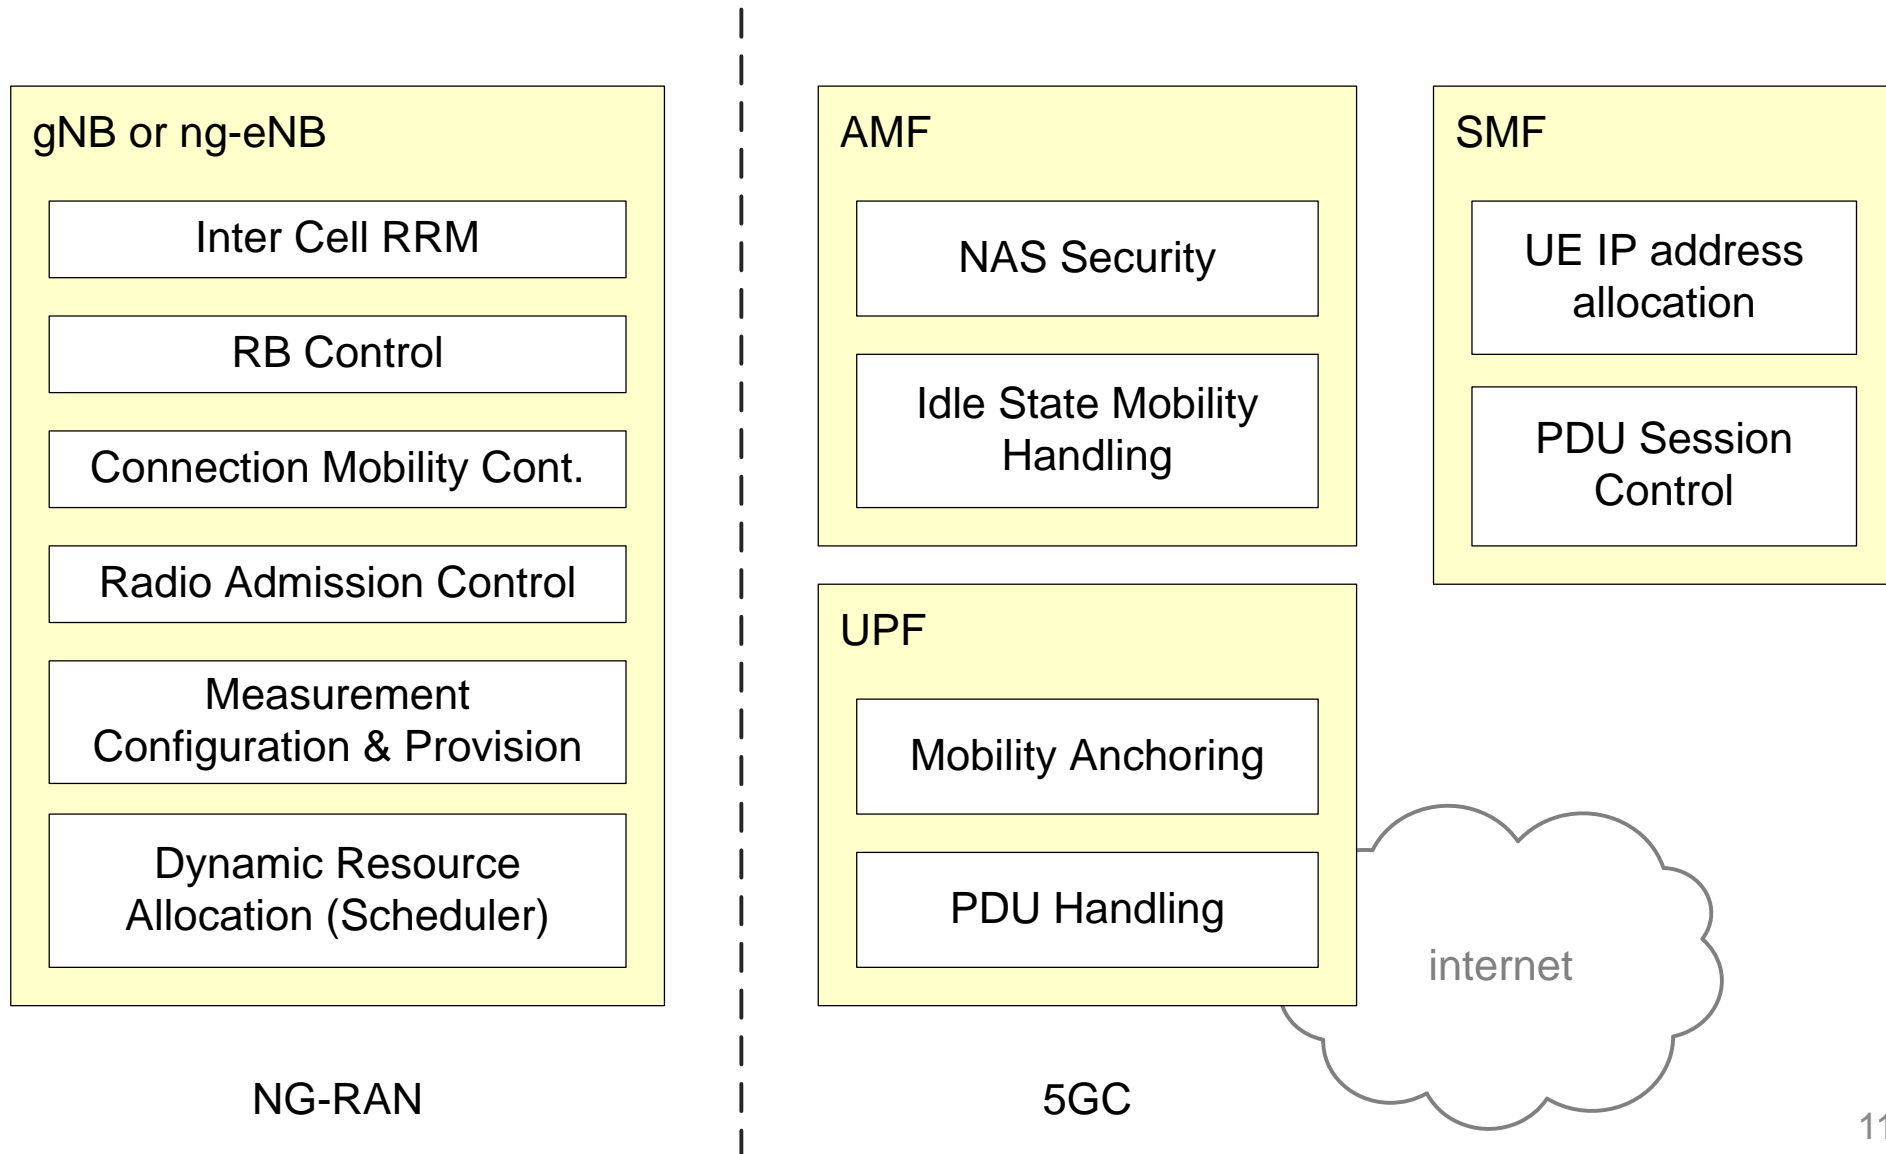 gNB or ng-eNB
Inter Cell RRM
RB Control
Connection Mobility Cont.
Radio Admission Control
Measurement
Configuration & Provision
Dynamic Resource
Allocation (Scheduler)
NG-RAN
AMF
NAS Security
Idle State Mobility
Handling
UPF
Mobility Anchoring
PDU Handling
5GC
SMF
UE IP address
allocation
PDU Session
Control
internet
11